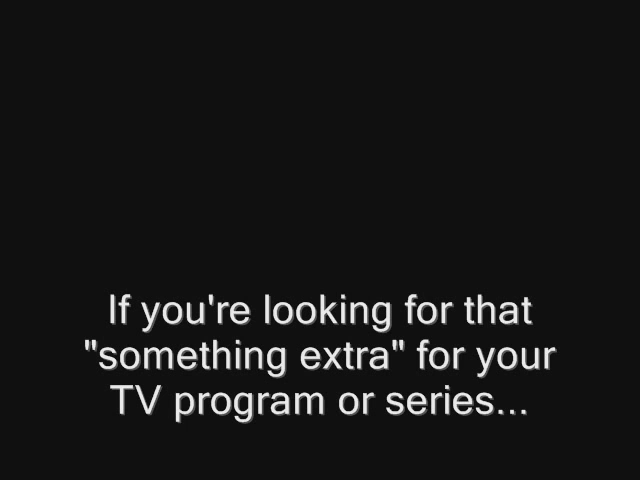 If you're looking for that
"something extra" for your
TV program or series...